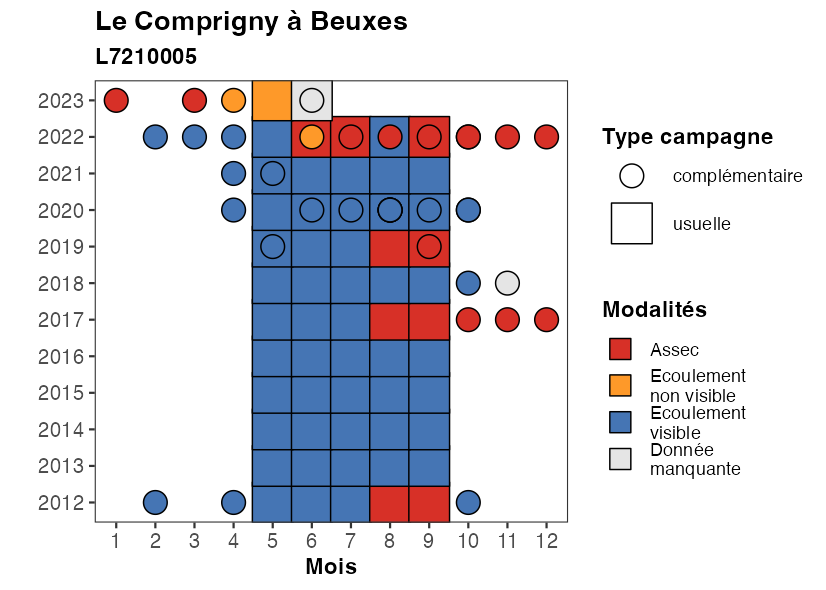 Le Comprigny à Beuxes
L7210005
2023
2022
2021
2020
2019
2018
2017
2016
2015
2014
2013
2012
1 2 3 4 5 6 7 8 9 10 11 12
Mois
Type campagne
complémentaire
usuelle
Modalités
Assec
Ecoulement
non visible
Ecoulement
visible
Donnée
manquante